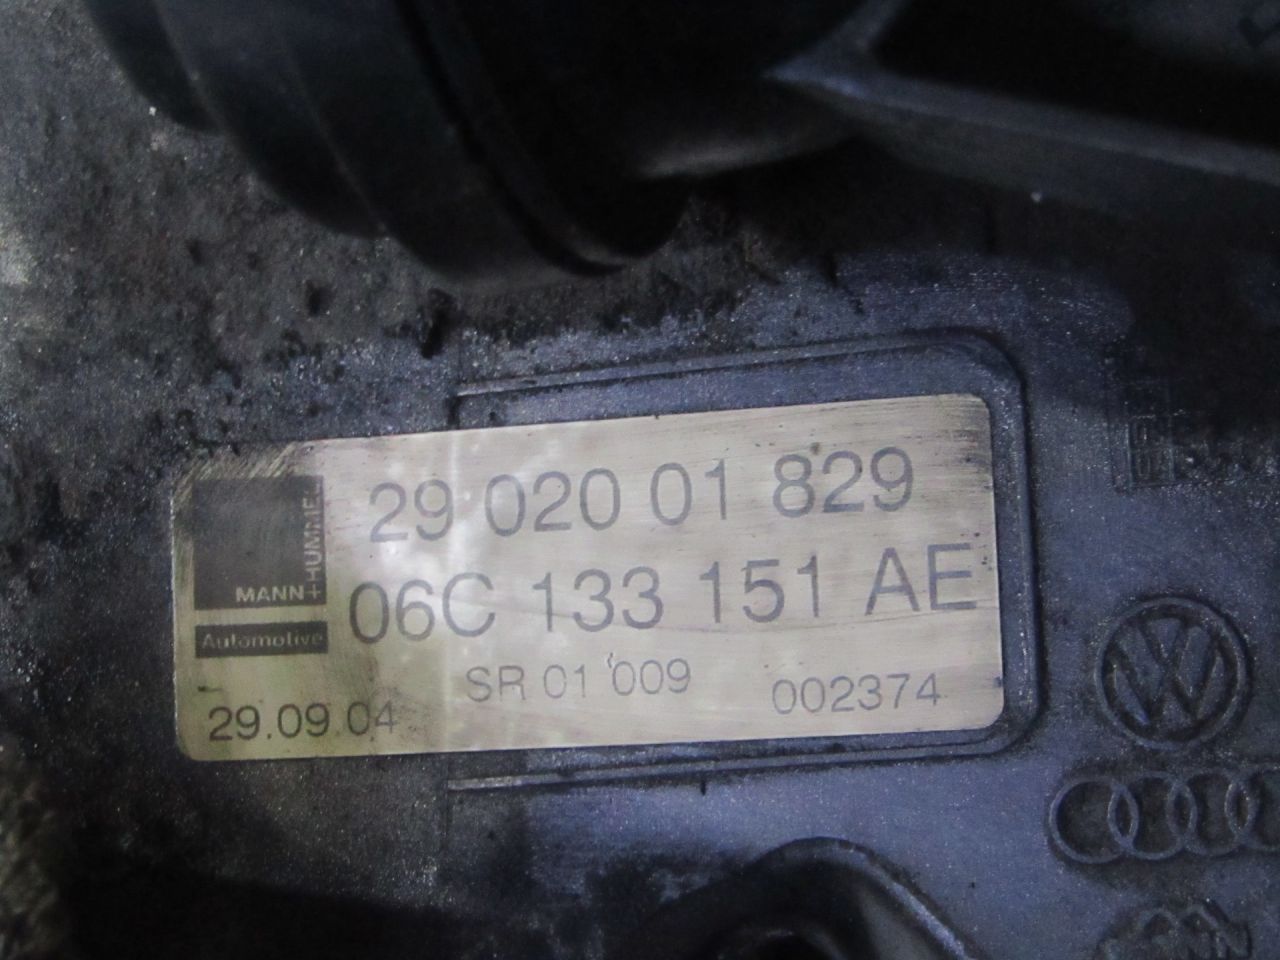 29 020 01 829
MANN+
HUMMEL
Automotive
06C 133 151 AE
SR 01 009
002374
29.09.04